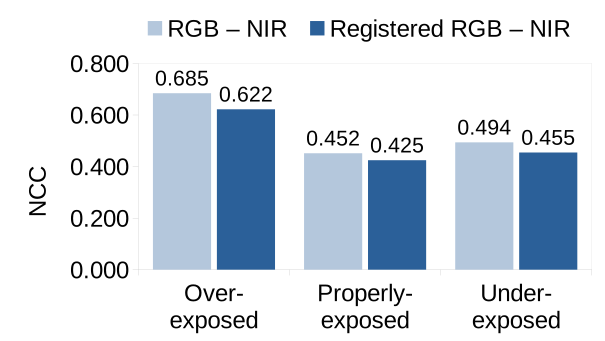 RGB – NIR Registered RGB – NIR
0.800
0.685
0.622
0.600
0.494
0.452
0.455
0.425
0.400
0.200
0.000
NCC
Over-
exposed
Properly-
exposed
Under-
exposed